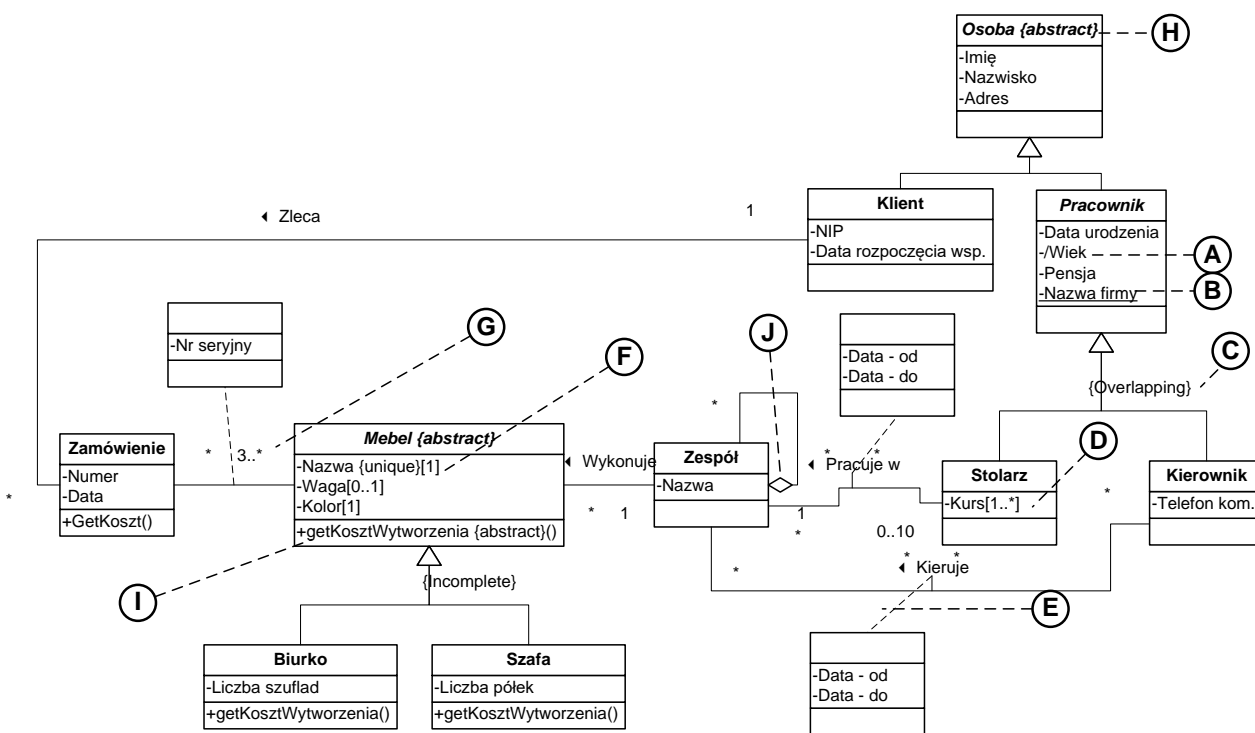 Osoba {abstract}
H
-Imię
-Nazwisko
-Adres
Klient
-NIP
-Data rozpoczęcia wsp.
Pracownik
-Data urodzenia
-/Wiek
-Pensja
-Nazwa firmy
A
B
Zleca
1
*
-Nr seryjny
G
F
J
-Data - od
-Data - do
C
{Overlapping}
Zamówienie
-Numer
-Data
+GetKoszt()
*
3..*
Mebel {abstract}
-Nazwa {unique}[1]
-Waga[0..1]
-Kolor[1]
+getKosztWytworzenia {abstract}()
Wykonuje
*
1
Zespół
-Nazwa
*
1
*
*
*
Pracuje w
*
0..10
Stolarz
-Kurs[1..*]
D
Kierownik
-Telefon kom.
*
*
*
*
Kieruje
E
-Data - od
-Data - do
I
{Incomplete}
Biurko
-Liczba szuflad
+getKosztWytworzenia()
Szafa
-Liczba półek
+getKosztWytworzenia()